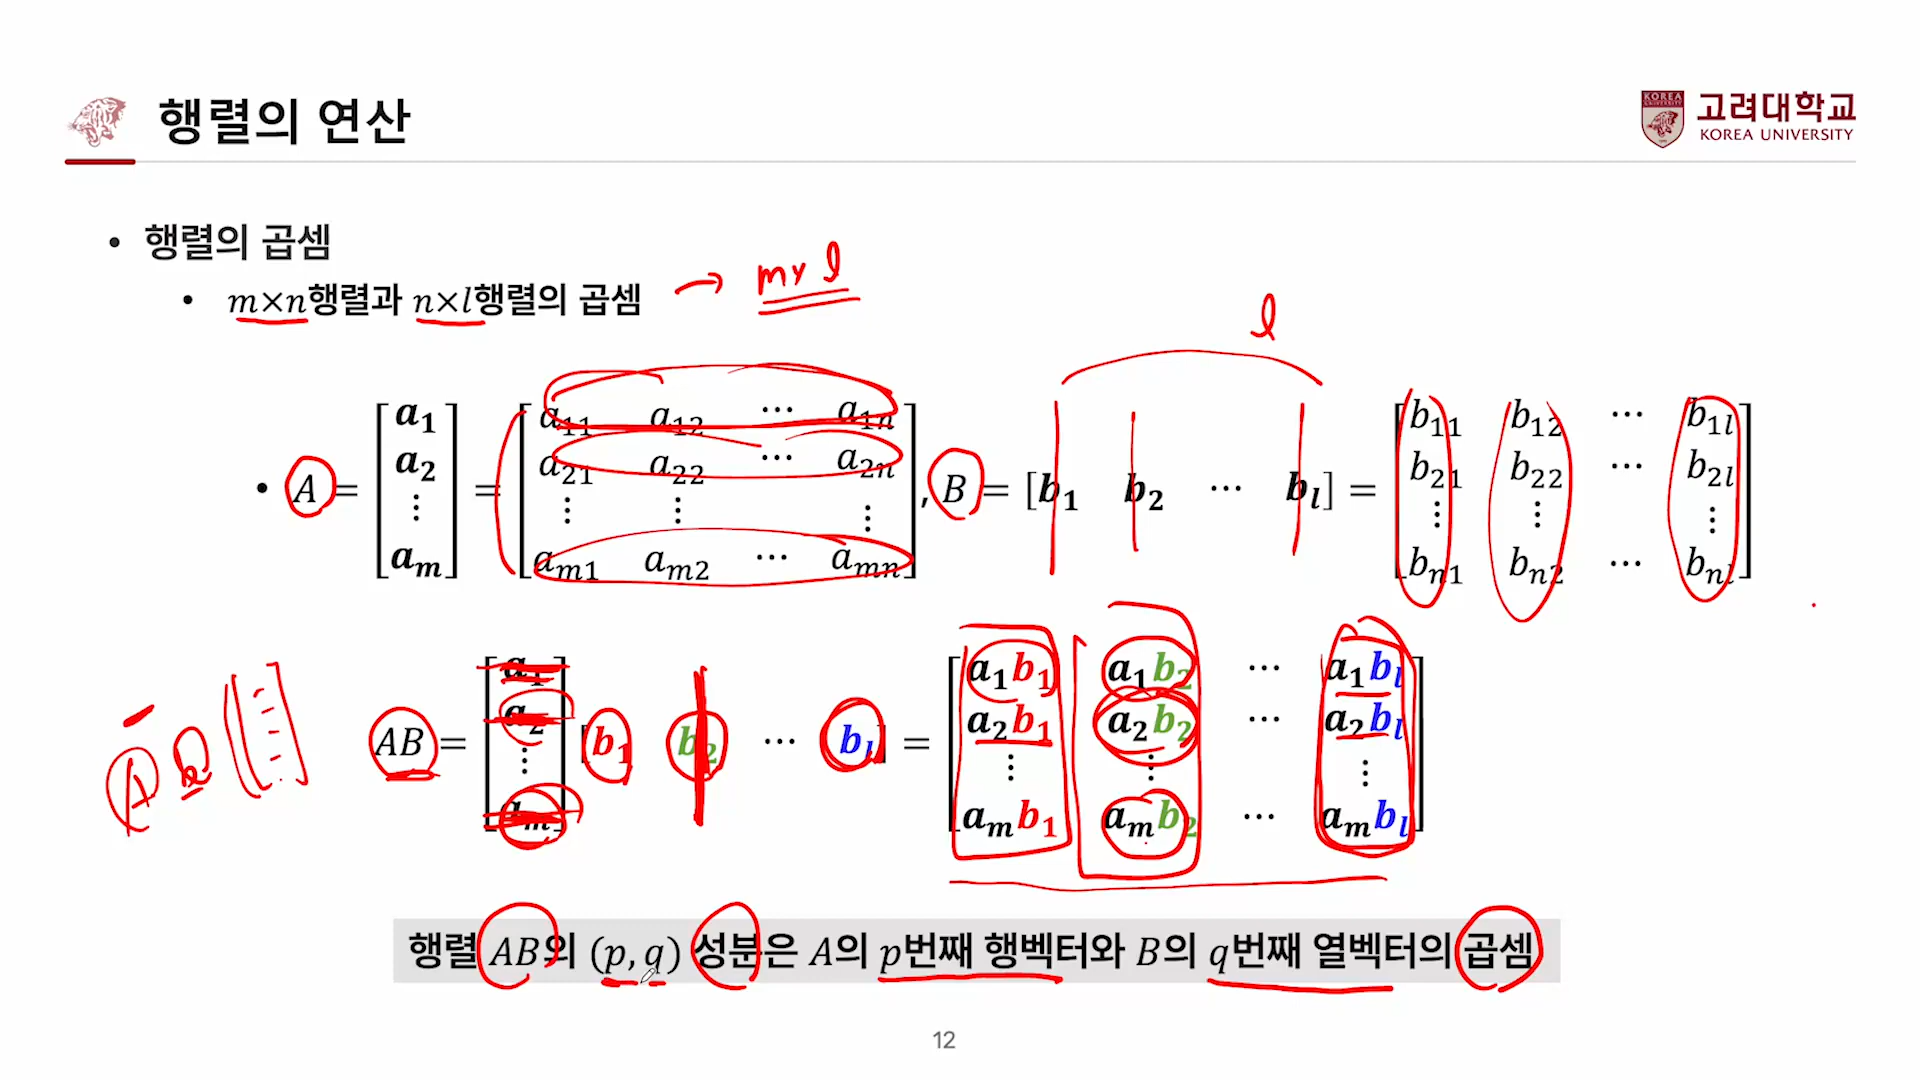 행렬의 연산
KOREA UNIVERSITY
고려대학교
KOREA UNIVERSITY
• 행렬의 곱셈
• m×n행렬과 n×l행렬의 곱셈 → m×l
l
• A = [a₁ a₂ ⋮ aₘ] = [a₁₁ a₁₂ ⋯ a₁ₙ
a₂₁ a₂₂ ⋯ a₂ₙ
⋮ ⋮ ⋮
aₘ₁ aₘ₂ ⋯ aₘₙ], B = [b₁ b₂ ⋯ bₗ] = [b₁₁ b₁₂ ⋯ b₁ₗ
b₂₁ b₂₂ ⋯ b₂ₗ
⋮ ⋮ ⋮
bₙ₁ bₙ₂ ⋯ bₙₗ]
A
AB = [a₁ a₂ ⋮ aₘ] [b₁ b₂ ⋯ bₗ] = [a₁b₁ a₁b₂ ⋯ a₁bₗ
a₂b₁ a₂b₂ ⋯ a₂bₗ
⋮ ⋮ ⋮
aₘb₁ aₘb₂ ⋯ aₘbₗ]
행렬 AB의 (p, q) 성분은 A의 p번째 행벡터와 B의 q번째 열벡터의 곱셈
12